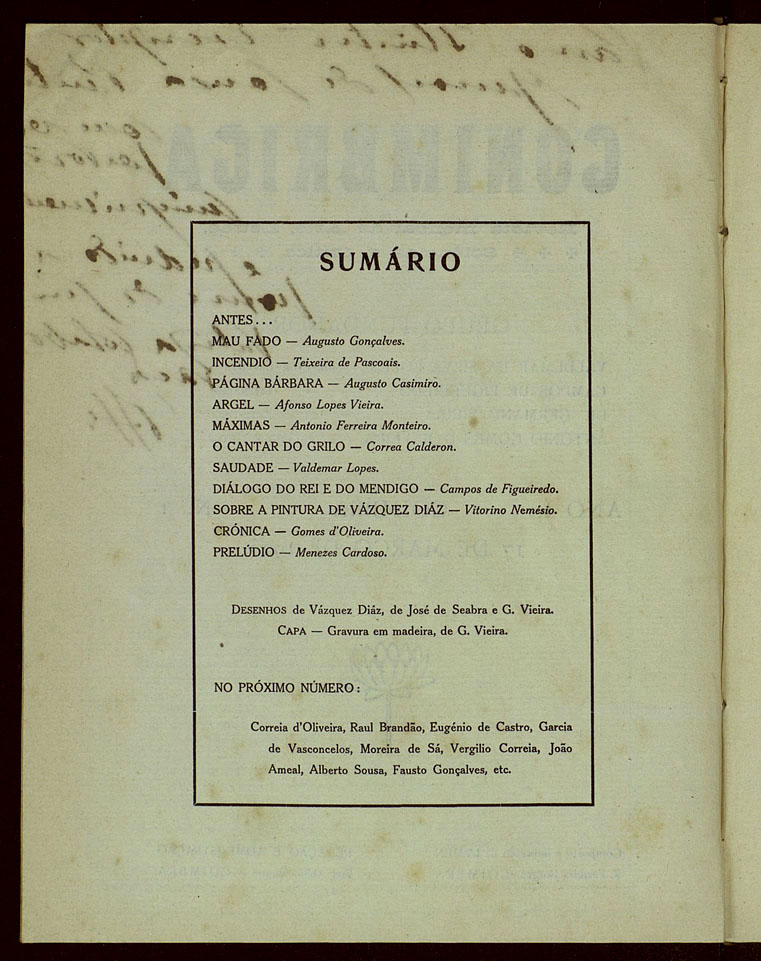 SUMÁRIO
ANTES...
MAU FADO — Augusto Gonçalves.
INCENDIO — Teixeira de Pascoais.
PÁGINA BÁRBARA — Augusto Casimiro.
ARGEL — Afonso Lopes Vieira.
MÁXIMAS — Antonio Ferreira Monteiro.
O CANTAR DO GRILO — Correa Calderon.
SAUDADE — Valdemar Lopes.
DIÁLOGO DO REI E DO MENDIGO — Campos de Figueiredo.
SOBRE A PINTURA DE VÁZQUEZ DIÁZ — Vitorino Nemésio.
CRÓNICA — Gomes d'Oliveira.
PRELÚDIO — Menezes Cardoso.
DESENHOS de Vázquez Diáz, de José de Seabra e G. Vieira.
CAPA — Gravura em madeira, de G. Vieira.
NO PRÓXIMO NÚMERO:
Correia d'Oliveira, Raul Brandão, Eugénio de Castro, Garcia
de Vasconcelos, Moreira de Sá, Vergilio Correia, João
Ameal, Alberto Sousa, Fausto Gonçalves, etc.